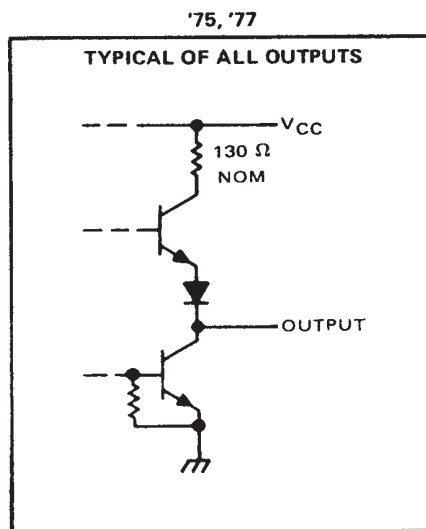 '75, '77
TYPICAL OF ALL OUTPUTS
VCC
130 Ω
NOM
OUTPUT